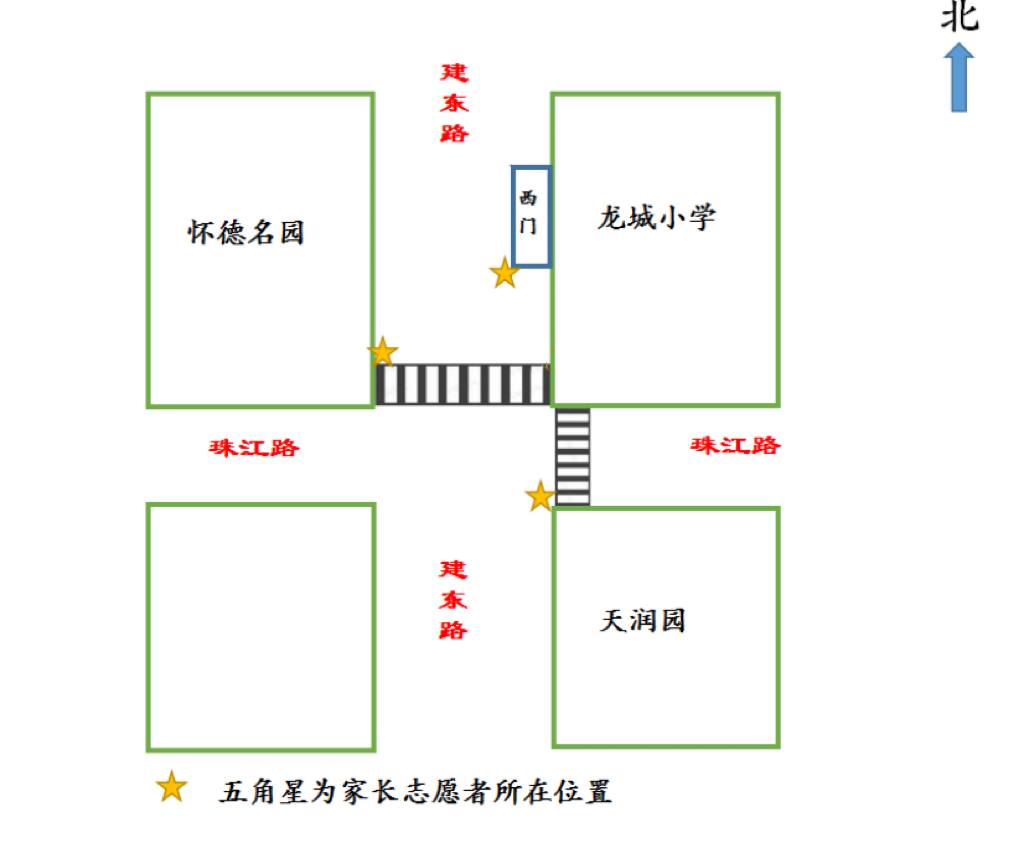 北
建东路
西门
怀德名园
龙城小学
珠江路
珠江路
建东路
天润园
五角星为家长志愿者所在位置